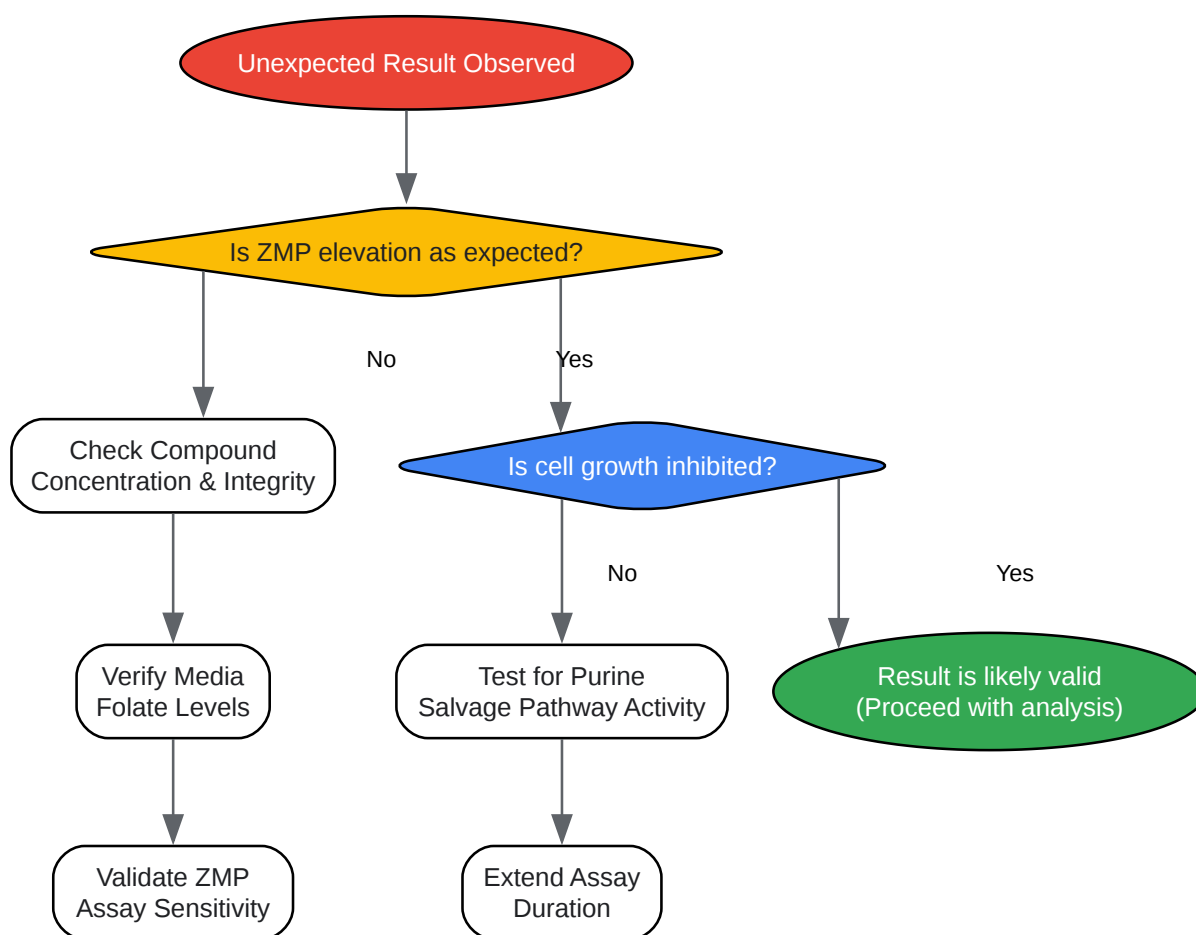 Unexpected Result Observed
Is ZMP elevation as expected?
No
Yes
Check Compound
Concentration & Integrity
Is cell growth inhibited?
No
Yes
Verify Media
Folate Levels
Test for Purine
Salvage Pathway Activity
Result is likely valid
(Proceed with analysis)
Validate ZMP
Assay Sensitivity
Extend Assay
Duration